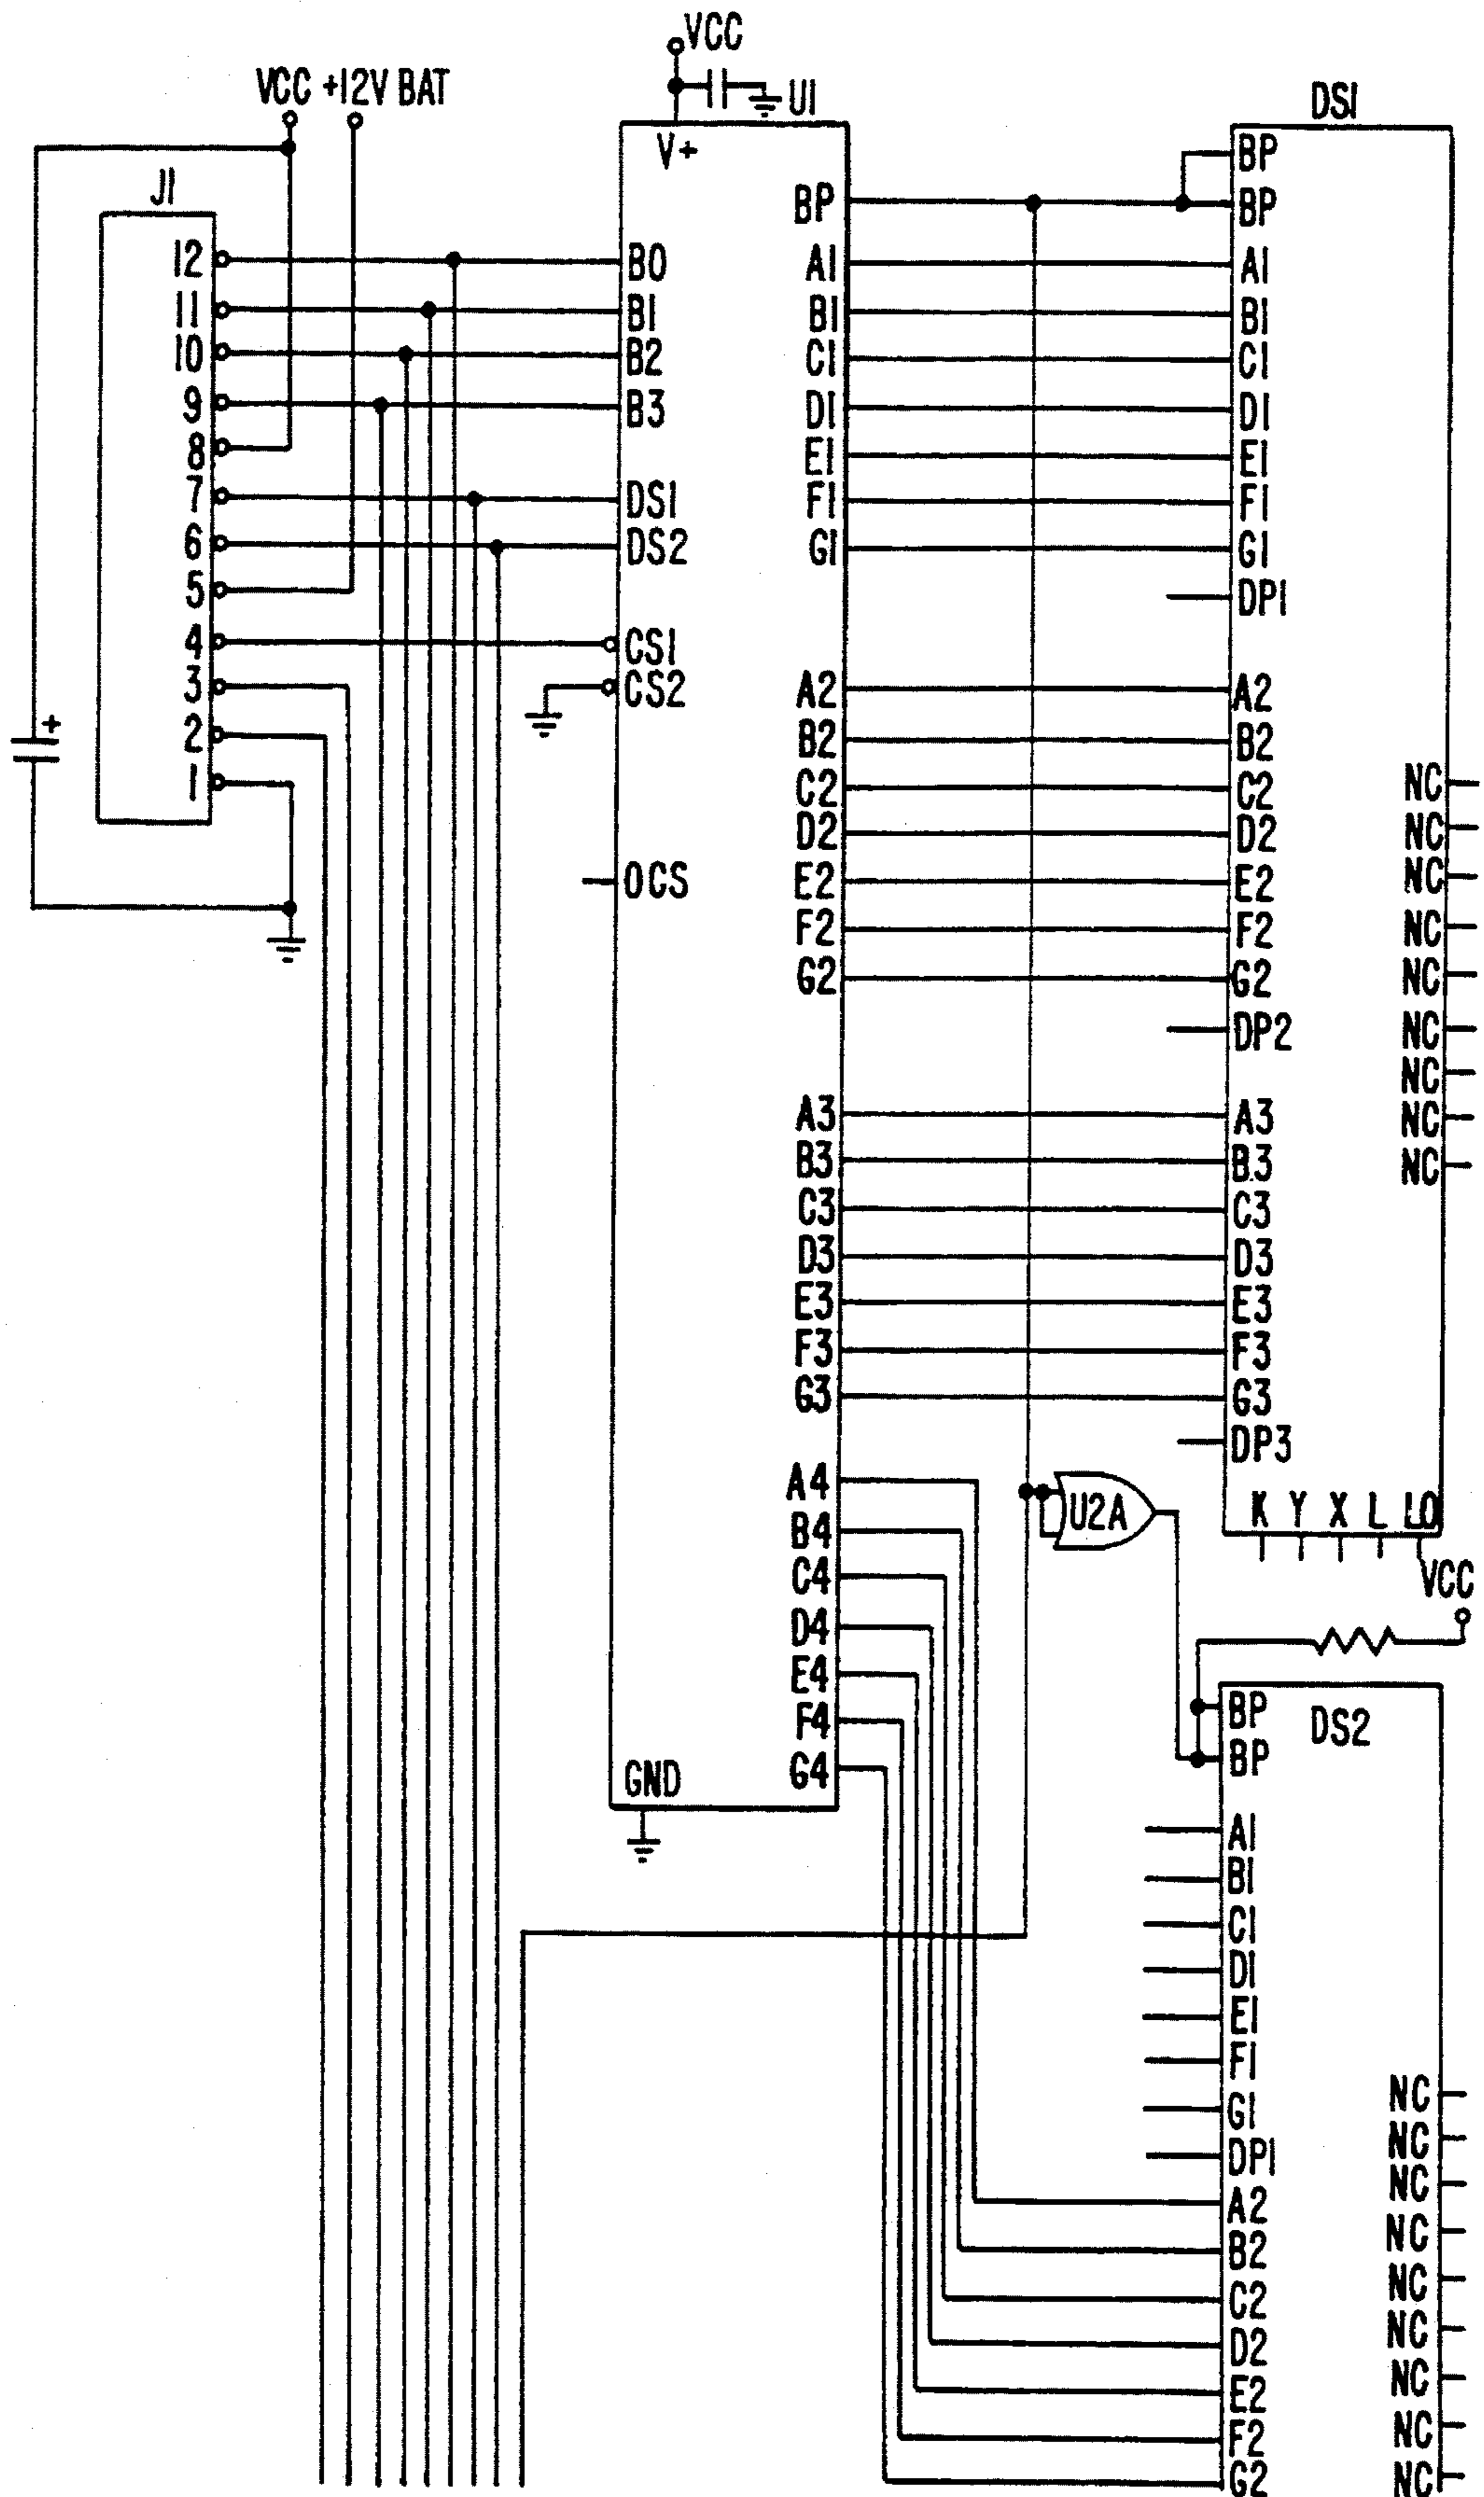 VCC +12V BAT
J1
12
11
10
9
8
7
6
5
4
3
2
1
+
VCC
U1
V+
B0
B1
B2
B3
DS1
DS2
CS1
CS2
OCS
GND
BP
A1
B1
C1
D1
E1
F1
G1
A2
B2
C2
D2
E2
F2
G2
A3
B3
C3
D3
E3
F3
G3
A4
B4
C4
D4
E4
F4
G4
U2A
DS1
BP
BP
A1
B1
C1
D1
E1
F1
G1
DP1
A2
B2
C2
D2
E2
F2
G2
DP2
A3
B3
C3
D3
E3
F3
G3
DP3
NC
NC
NC
NC
NC
NC
NC
NC
NC
K Y X L LO
VCC
DS2
BP
BP
A1
B1
C1
D1
E1
F1
G1
DP1
A2
B2
C2
D2
E2
F2
G2
NC
NC
NC
NC
NC
NC
NC
NC
NC